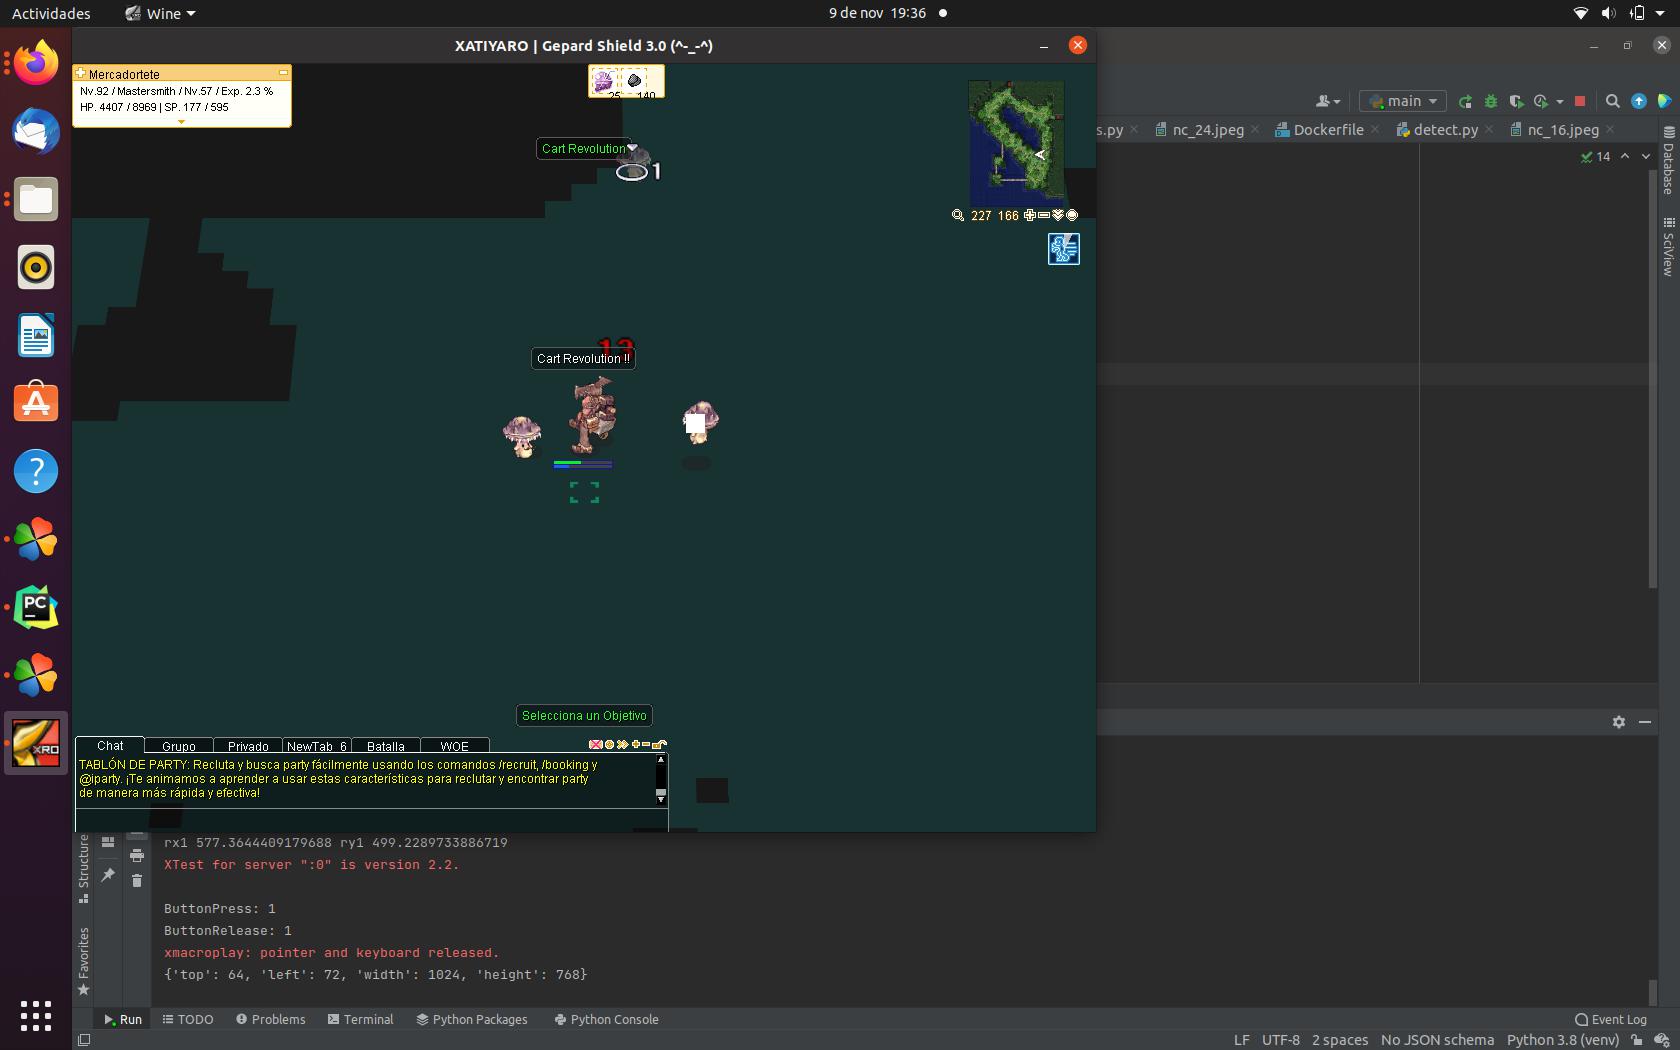 Actividades
Wine
9 de nov 19:36
XATIYARO | Gepard Shield 3.0 (^-_-^)
main
s.py
nc_24.jpeg
Dockerfile
detect.py
nc_16.jpeg
14
Database
SciView
Mercadortete
Nv.92 / Mastersmith / Nv.57 / Exp. 2.3 %
HP. 4407 / 8969 | SP. 177 / 595
25 140
Cart Revolution
1
227 166
13
Cart Revolution !!
Selecciona un Objetivo
Chat
Grupo
Privado
NewTab_6
Batalla
WOE
TABLÓN DE PARTY: Recluta y busca party fácilmente usando los comandos /recruit, /booking y
@iparty. ¡Te animamos a aprender a usar estas características para reclutar y encontrar party
de manera más rápida y efectiva!
PC
XRO
Structure
Favorites
rx1 577.3644409179688 ry1 499.2289733886719
XTest for server ":0" is version 2.2.
ButtonPress: 1
ButtonRelease: 1
xmacroplay: pointer and keyboard released.
{'top': 64, 'left': 72, 'width': 1024, 'height': 768}
Run
TODO
Problems
Terminal
Python Packages
Python Console
Event Log
LF UTF-8 2 spaces No JSON schema Python 3.8 (venv)